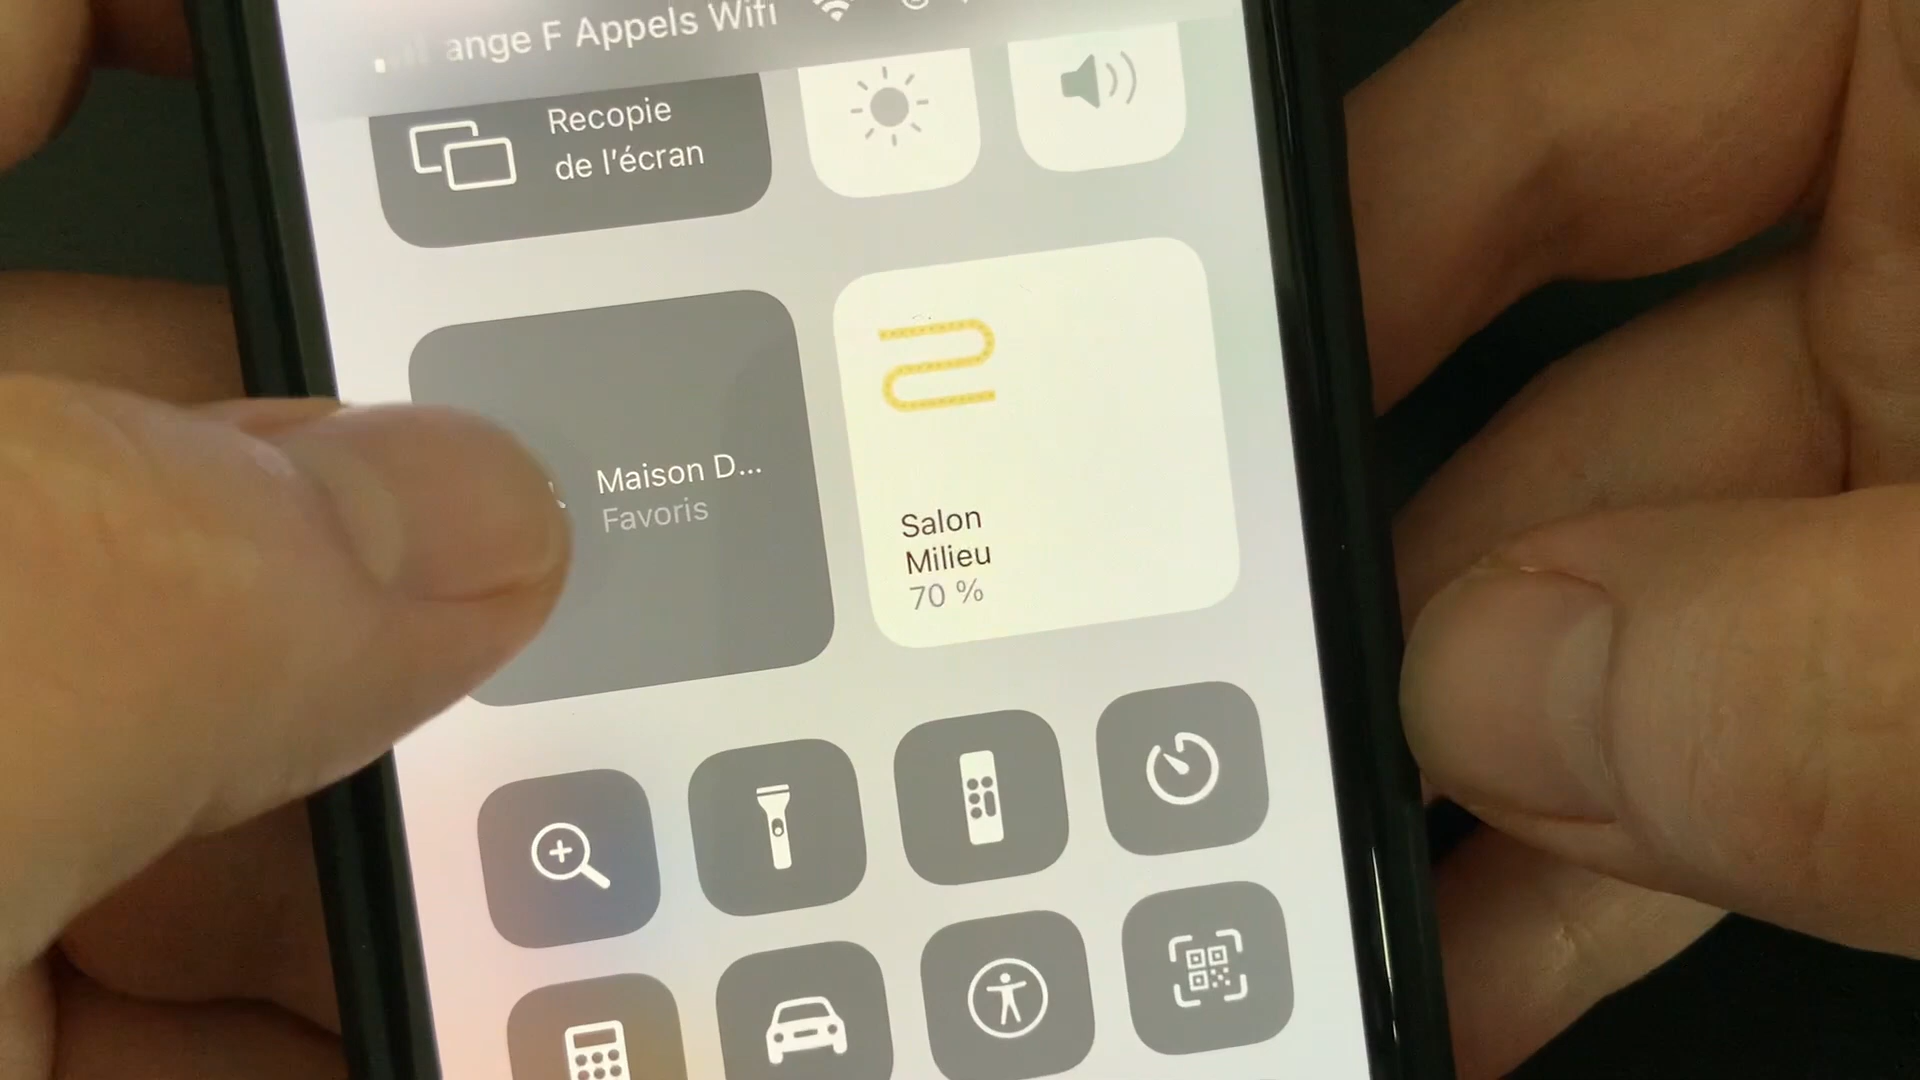 ange F Appels Wifi
Recopie
de l'écran
Maison D...
Favoris
Salon
Milieu
70 %